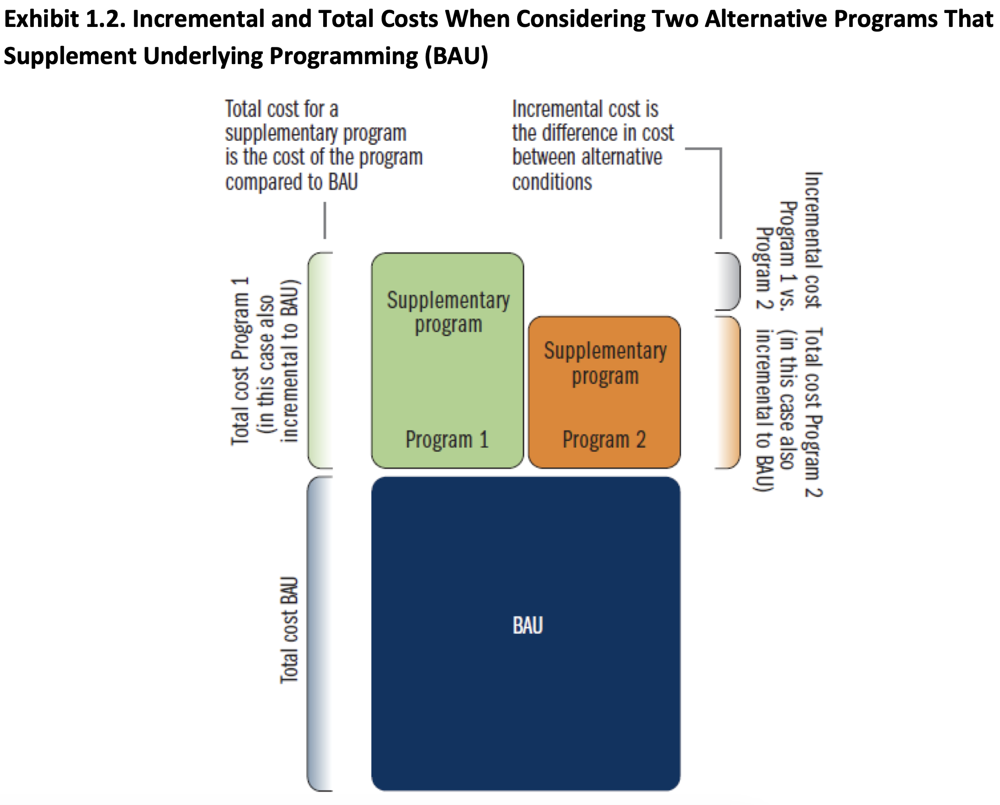 Exhibit 1.2. Incremental and Total Costs When Considering Two Alternative Programs That
Supplement Underlying Programming (BAU)
Total cost for a
supplementary program
is the cost of the program
compared to BAU
Incremental cost is
the difference in cost
between alternative
conditions
Total cost Program 1
(in this case also
incremental to BAU)
Supplementary
program
Program 1
Supplementary
program
Program 2
Incremental cost
Program 1 vs.
Program 2
Total cost Program 2
(in this case also
incremental to BAU)
Total cost BAU
BAU